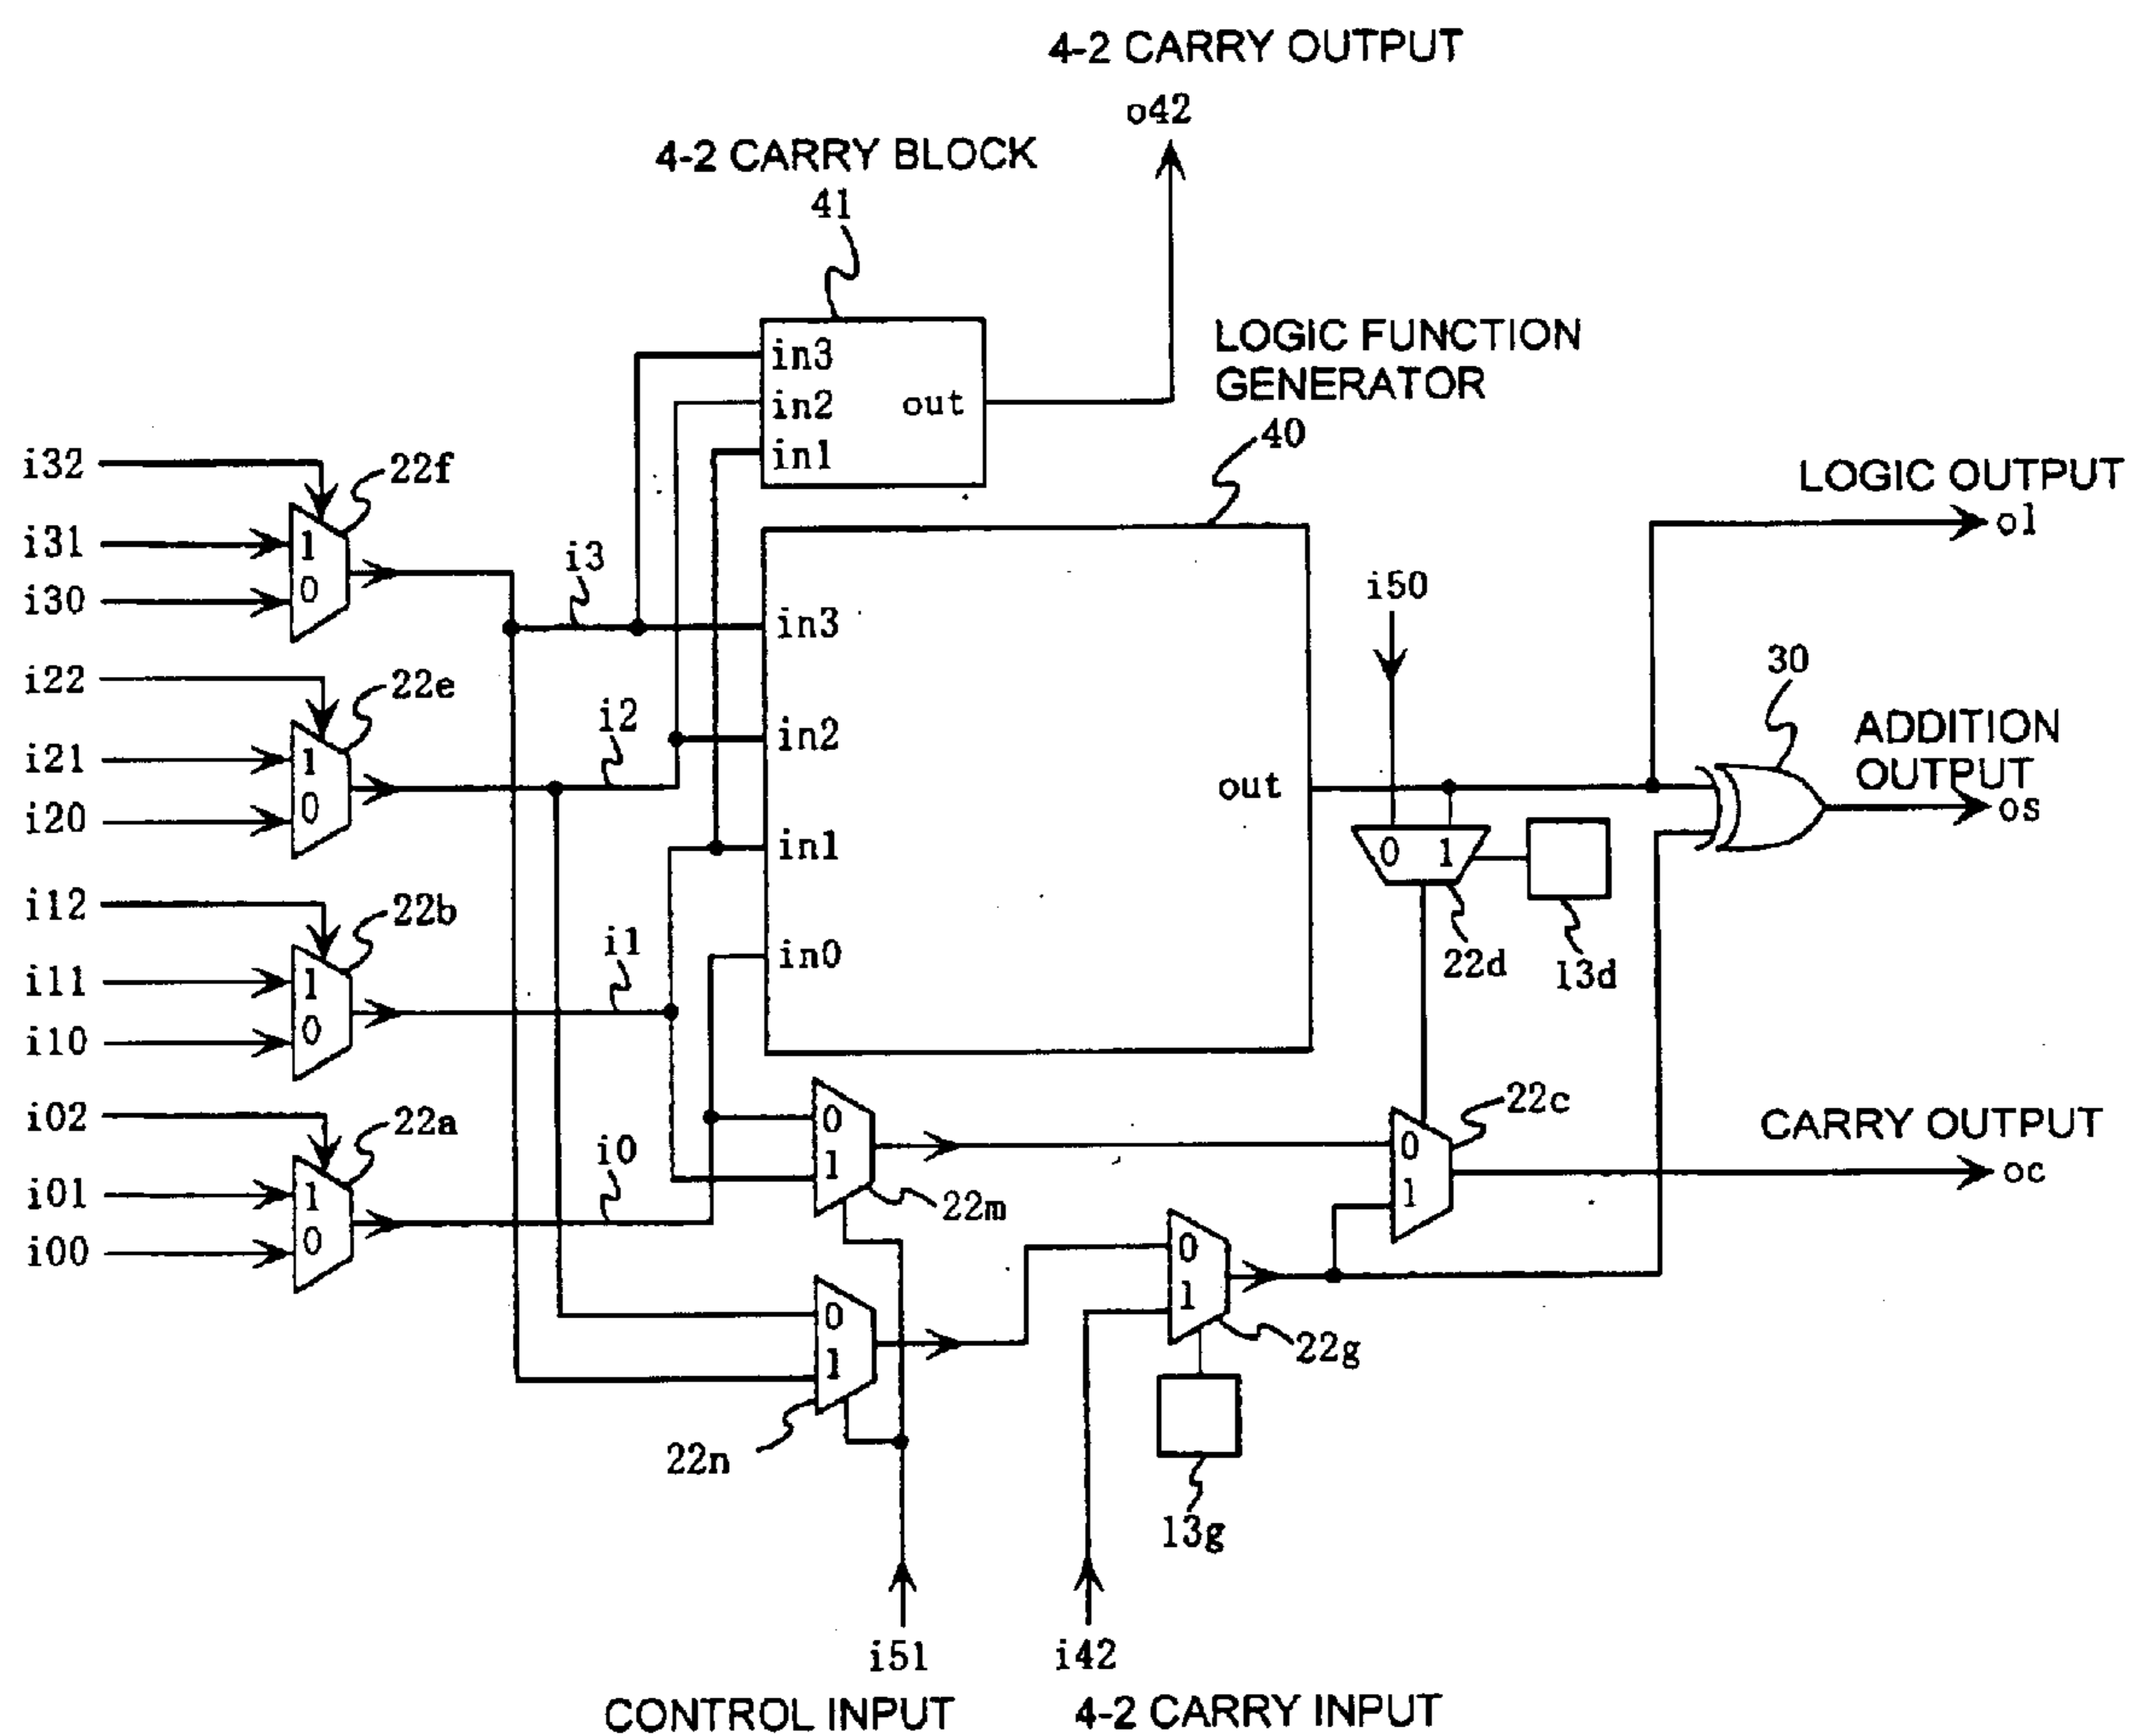 4-2 CARRY OUTPUT
o42
4-2 CARRY BLOCK
41
in3
in2
in1
out
LOGIC FUNCTION
GENERATOR
40
LOGIC OUTPUT
ol
i32
i31
i30
1
0
22f
i3
i22
i21
i20
1
0
22e
i2
i12
i11
i10
1
0
22b
i1
i02
i01
i00
1
0
22a
i0
in3
in2
in1
in0
out
i50
0 1
22d
13d
30
ADDITION
OUTPUT
os
0
1
22m
0
1
22c
CARRY OUTPUT
oc
0
1
22n
0
1
22g
13g
i51
CONTROL INPUT
i42
4-2 CARRY INPUT